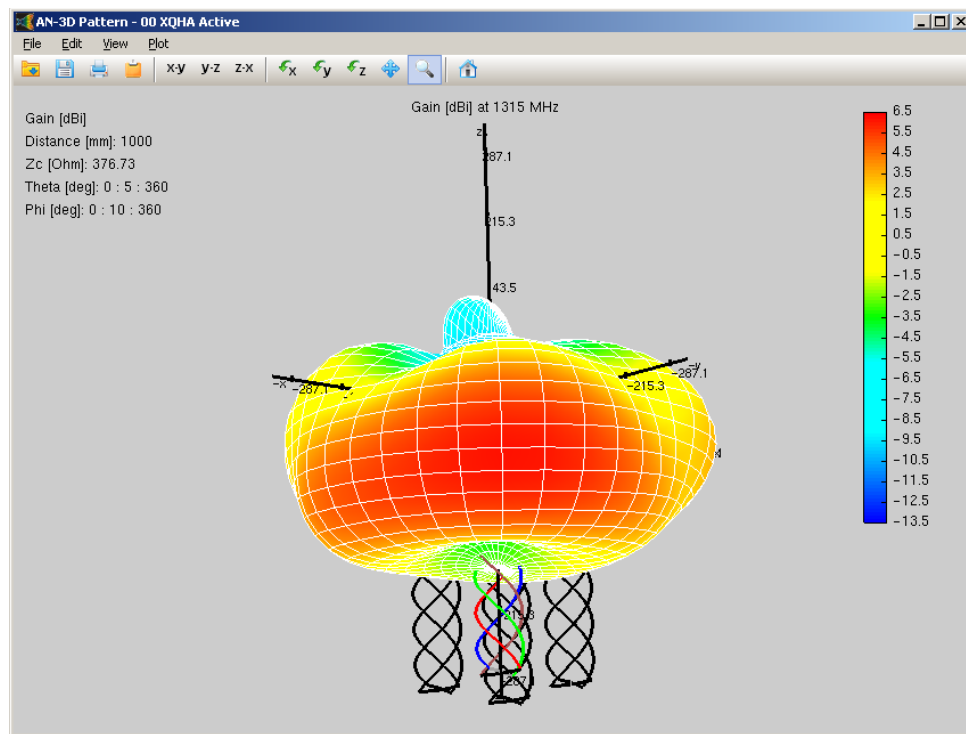 AN-3D Pattern - 00 XQHA Active
File Edit View Plot
x-y y-z z-x x y z
Gain [dBi] at 1315 MHz
Gain [dBi]
Distance [mm]: 1000
Zc [Ohm]: 376.73
Theta [deg]: 0 : 5 : 360
Phi [deg]: 0 : 10 : 360
z
287.1
215.3
43.5
-x -287.1
-y
-287.1
-215.3
-287
6.5
5.5
4.5
3.5
2.5
1.5
0.5
-0.5
-1.5
-2.5
-3.5
-4.5
-5.5
-6.5
-7.5
-8.5
-9.5
-10.5
-11.5
-12.5
-13.5